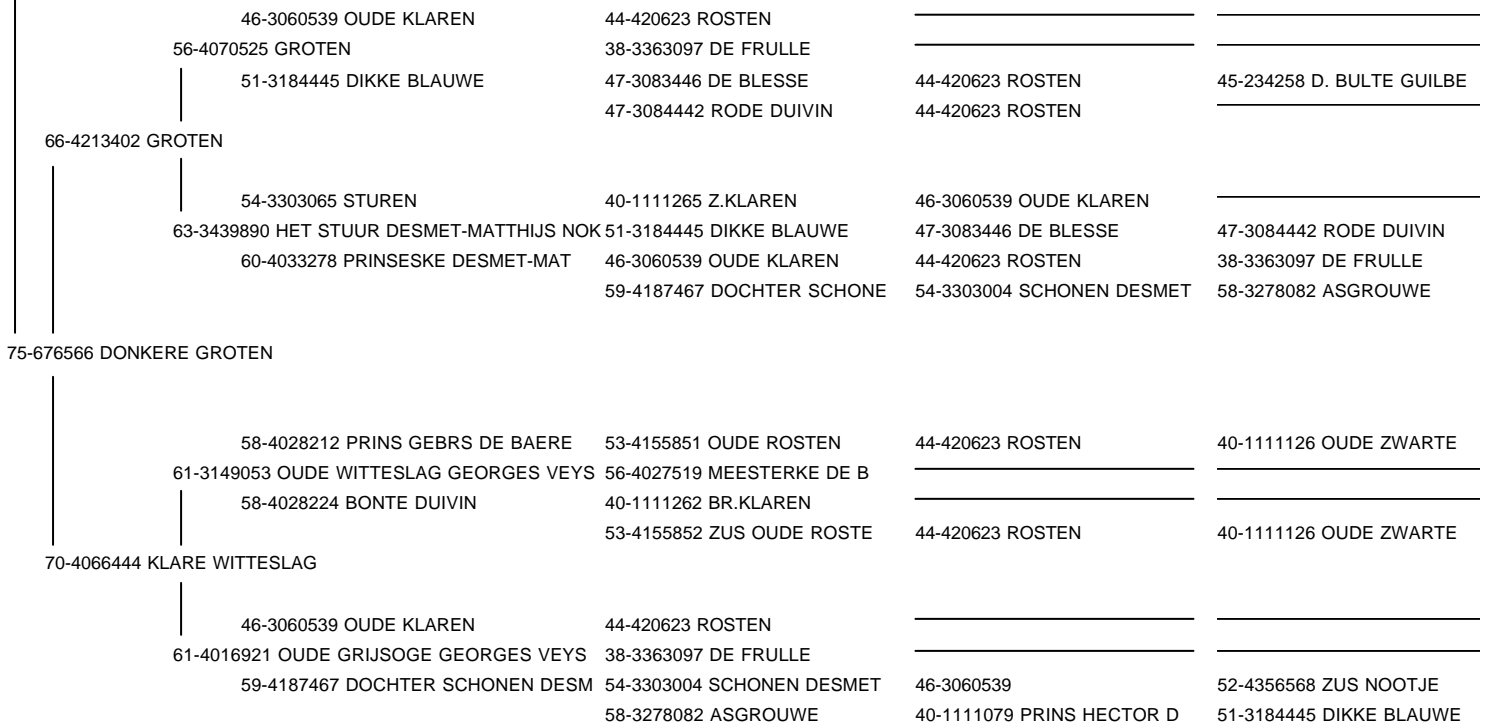 46-3060539 OUDE KLAREN 44-420623 ROSTEN
56-4070525 GROTEN 38-3363097 DE FRULLE
51-3184445 DIKKE BLAUWE 47-3083446 DE BLESSE 44-420623 ROSTEN 45-234258 D. BULTE GUILBE
47-3084442 RODE DUIVIN 44-420623 ROSTEN
66-4213402 GROTEN
54-3303065 STUREN 40-1111265 Z.KLAREN 46-3060539 OUDE KLAREN
63-3439890 HET STUUR DESMET-MATTHIJS NOK 51-3184445 DIKKE BLAUWE 47-3083446 DE BLESSE 47-3084442 RODE DUIVIN
60-4033278 PRINSESKE DESMET-MAT 46-3060539 OUDE KLAREN 44-420623 ROSTEN 38-3363097 DE FRULLE
59-4187467 DOCHTER SCHONE 54-3303004 SCHONEN DESMET 58-3278082 ASGROUWE
75-676566 DONKERE GROTEN
58-4028212 PRINS GEBRS DE BAERE 53-4155851 OUDE ROSTEN 44-420623 ROSTEN 40-1111126 OUDE ZWARTE
61-3149053 OUDE WITTESLAG GEORGES VEYS 56-4027519 MEESTERKE DE B
58-4028224 BONTE DUIVIN 40-1111262 BR.KLAREN
53-4155852 ZUS OUDE ROSTE 44-420623 ROSTEN 40-1111126 OUDE ZWARTE
70-4066444 KLARE WITTESLAG
46-3060539 OUDE KLAREN 44-420623 ROSTEN
61-4016921 OUDE GRIJSOGE GEORGES VEYS 38-3363097 DE FRULLE
59-4187467 DOCHTER SCHONEN DESM 54-3303004 SCHONEN DESMET 46-3060539 52-4356568 ZUS NOOTJE
58-3278082 ASGROUWE 40-1111079 PRINS HECTOR D 51-3184445 DIKKE BLAUWE